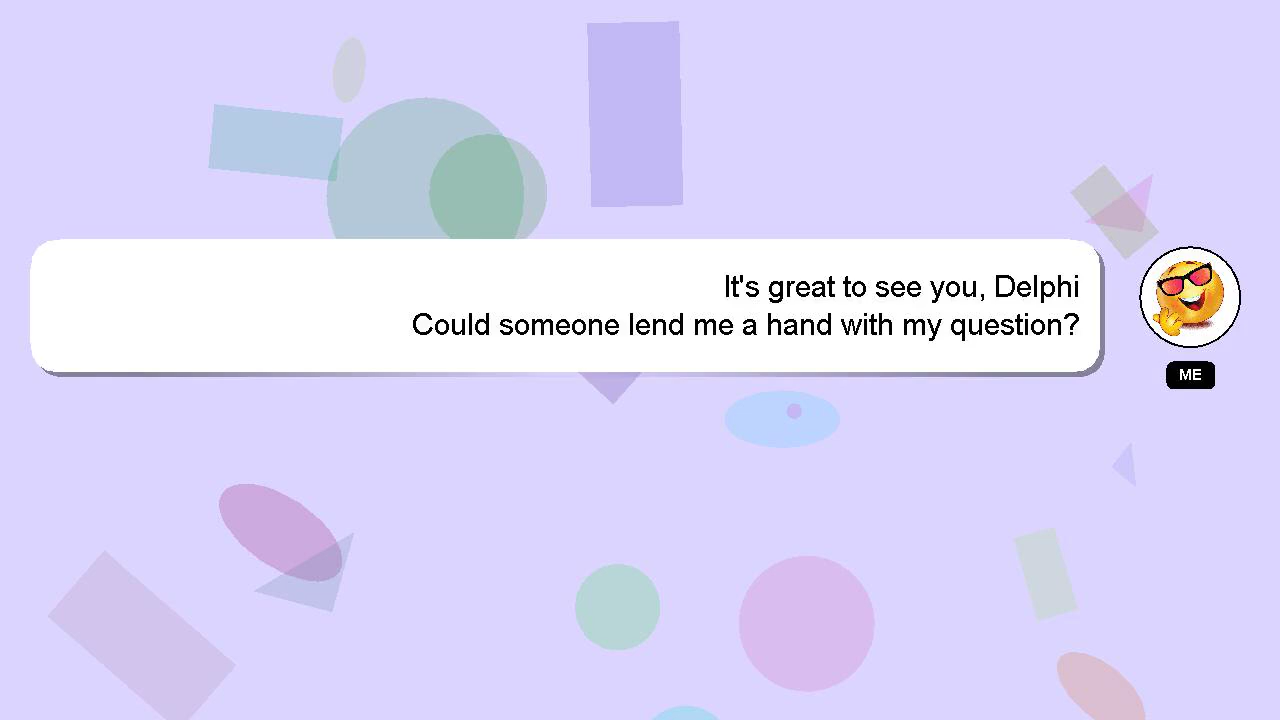 It's great to see you, Delphi
Could someone lend me a hand with my question?
ME